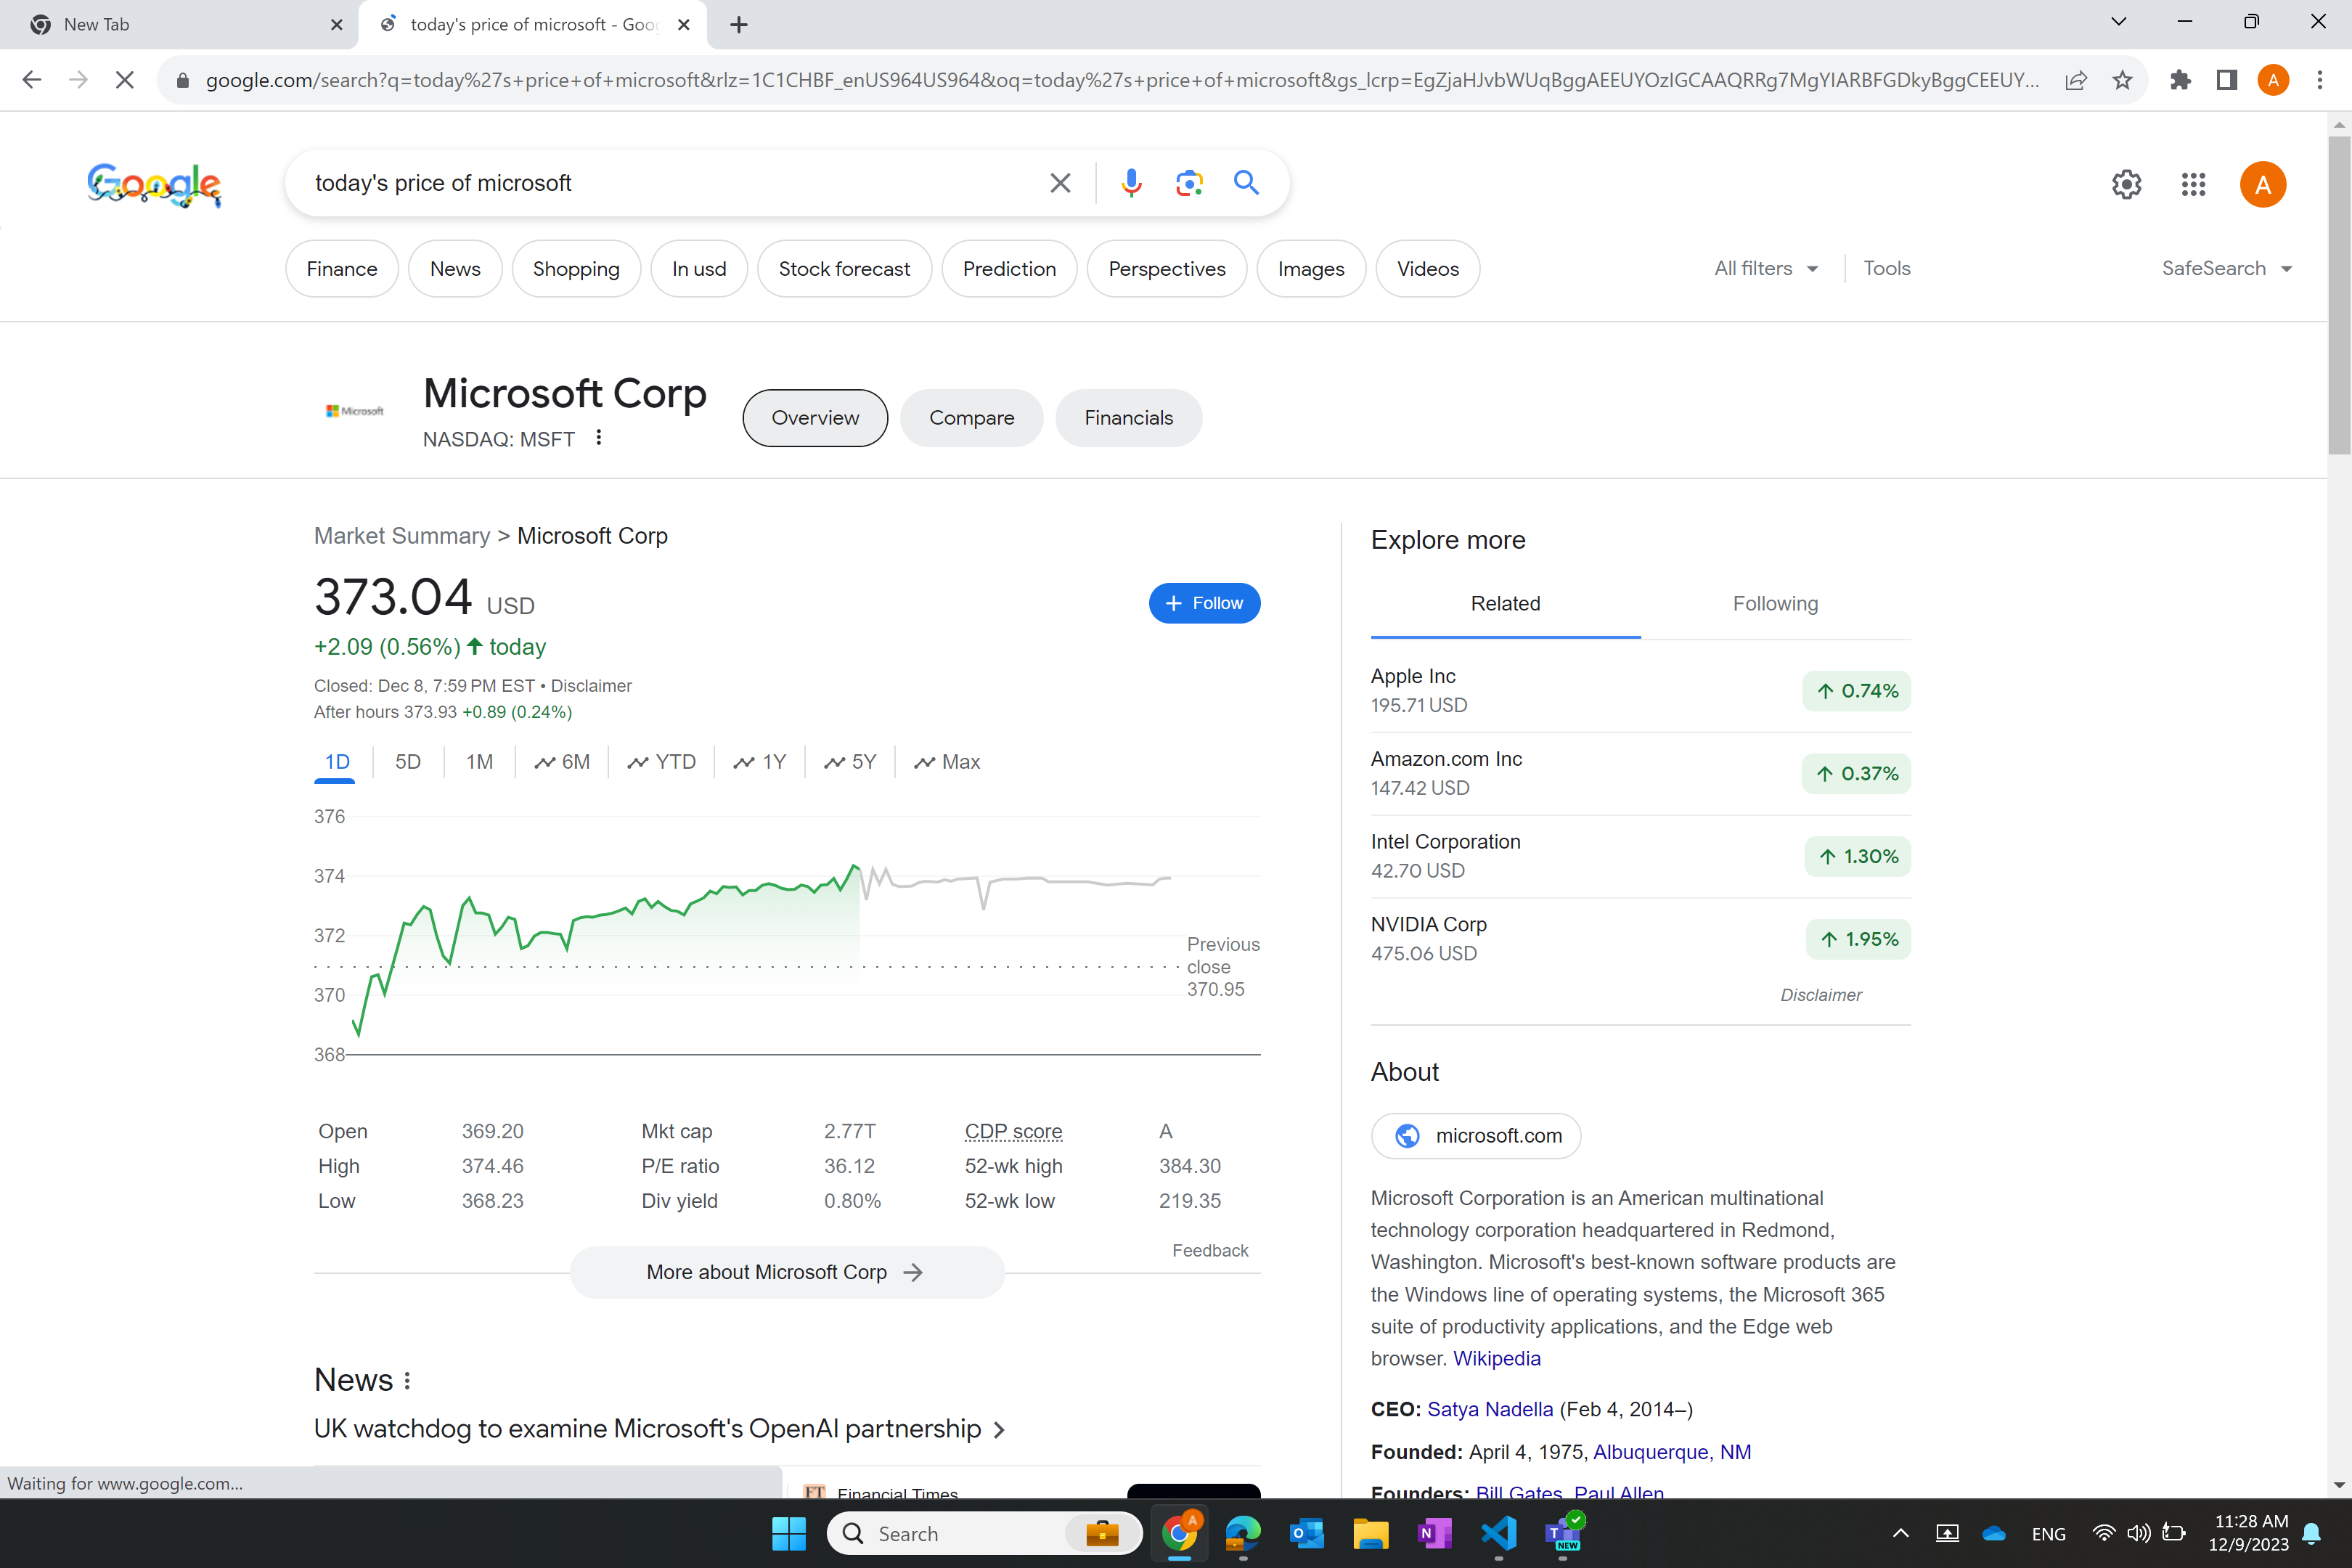 New Tab
today's price of microsoft - Goo
google.com/search?q=today%27s+price+of+microsoft&rlz=1C1CHBF_enUS964US964&oq=today%27s+price+of+microsoft&gs_lcrp=EgZjaHJvbWUqBggAEEUYOzIGCAAQRRg7MgYIARBFGDkyBggCEEUY...
A
Google
today's price of microsoft
A
Finance
News
Shopping
In usd
Stock forecast
Prediction
Perspectives
Images
Videos
All filters
Tools
SafeSearch
Microsoft
Microsoft Corp
NASDAQ: MSFT
Overview
Compare
Financials
Market Summary > Microsoft Corp
373.04 USD
+ Follow
+2.09 (0.56%) today
Closed: Dec 8, 7:59 PM EST • Disclaimer
After hours 373.93 +0.89 (0.24%)
1D
5D
1M
6M
YTD
1Y
5Y
Max
376
374
372
370
368
Previous
close
370.95
Open 369.20 Mkt cap 2.77T CDP score A
High 374.46 P/E ratio 36.12 52-wk high 384.30
Low 368.23 Div yield 0.80% 52-wk low 219.35
Feedback
More about Microsoft Corp
News
UK watchdog to examine Microsoft's OpenAI partnership
FT Financial Times
Explore more
Related
Following
Apple Inc
195.71 USD
0.74%
Amazon.com Inc
147.42 USD
0.37%
Intel Corporation
42.70 USD
1.30%
NVIDIA Corp
475.06 USD
1.95%
Disclaimer
About
microsoft.com
Microsoft Corporation is an American multinational
technology corporation headquartered in Redmond,
Washington. Microsoft's best-known software products are
the Windows line of operating systems, the Microsoft 365
suite of productivity applications, and the Edge web
browser. Wikipedia
CEO: Satya Nadella (Feb 4, 2014–)
Founded: April 4, 1975, Albuquerque, NM
Founders: Bill Gates, Paul Allen
Waiting for www.google.com...
Search
A
O
N
T
NEW
ENG
11:28 AM
12/9/2023